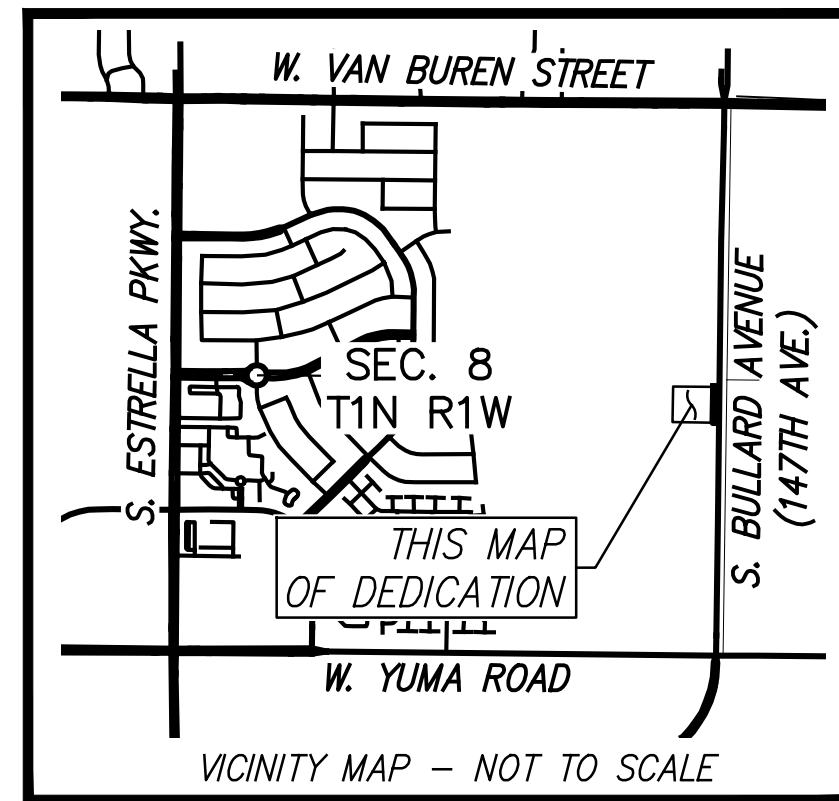 W. VAN BUREN STREET
S. ESTRELLA PKWY.
SEC. 8
T1N R1W
S. BULLARD AVENUE
(147TH AVE.)
THIS MAP
OF DEDICATION
W. YUMA ROAD
VICINITY MAP – NOT TO SCALE